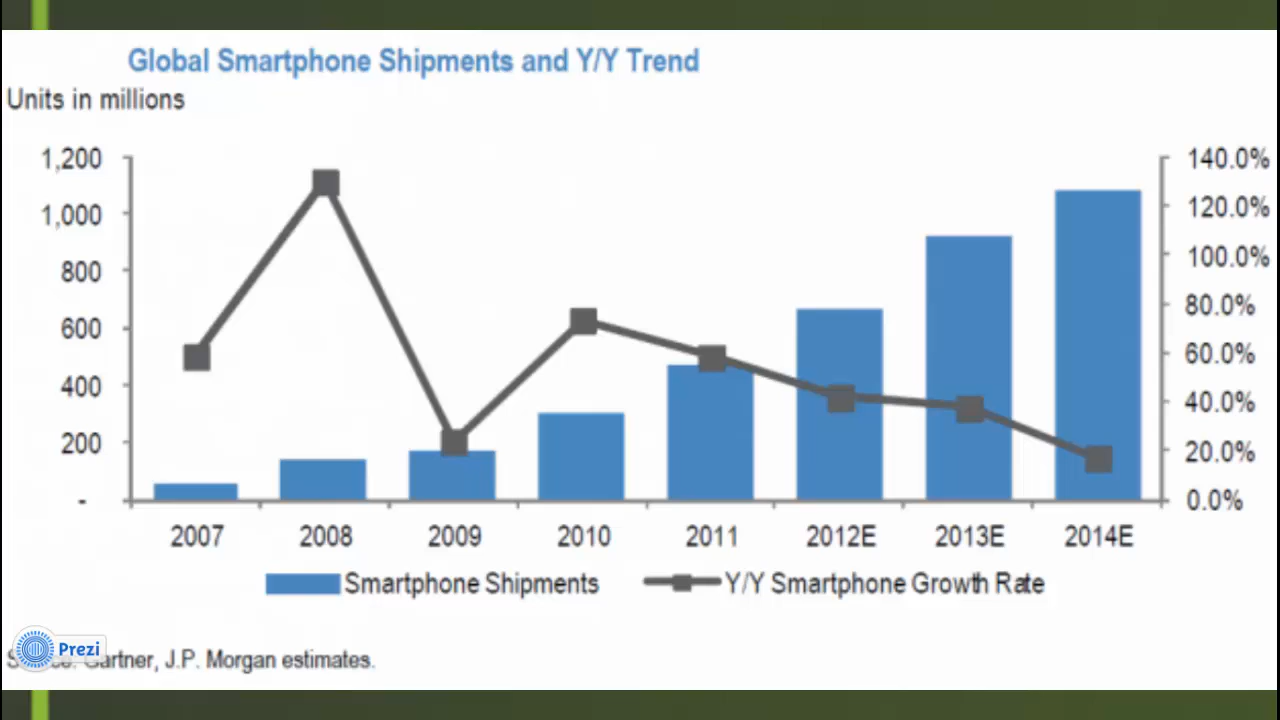 Global Smartphone Shipments and Y/Y Trend
Units in millions
1,200
1,000
800
600
400
200
-
140.0%
120.0%
100.0%
80.0%
60.0%
40.0%
20.0%
0.0%
2007 2008 2009 2010 2011 2012E 2013E 2014E
Smartphone Shipments Y/Y Smartphone Growth Rate
Prezi
Gartner, J.P. Morgan estimates.